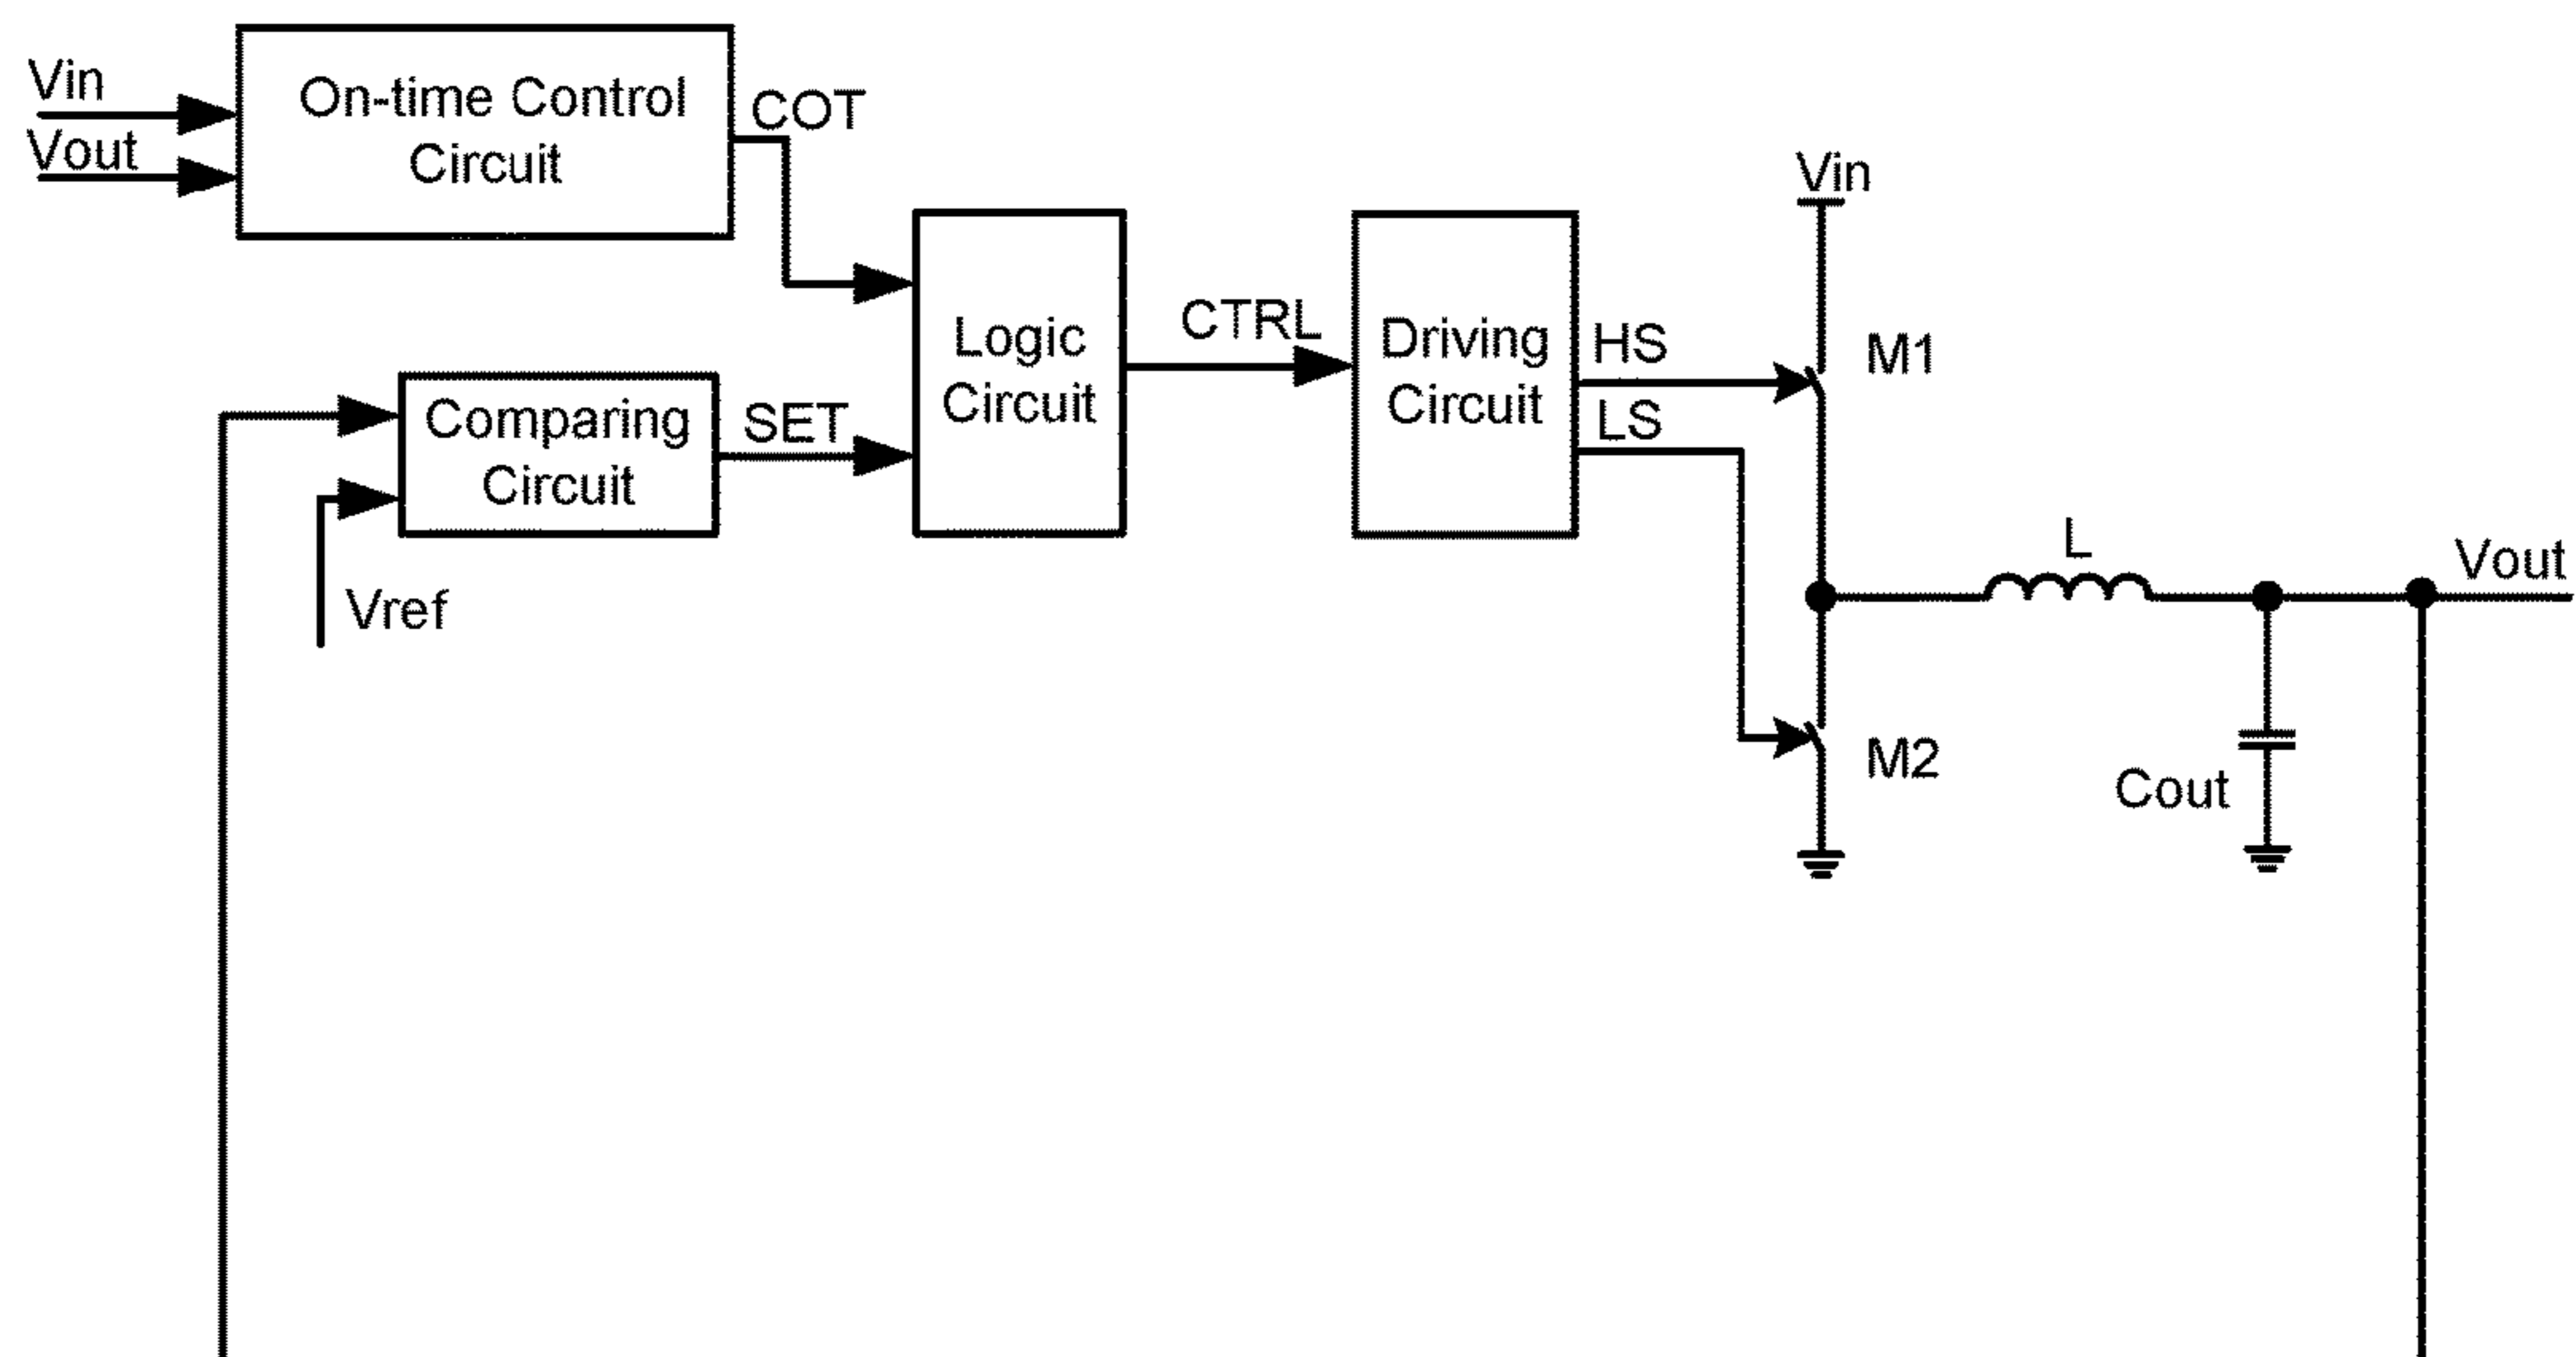 Vin
Vout
On-time Control
Circuit
COT
Vin
Logic
Circuit
CTRL
Driving
Circuit
HS
LS
M1
Comparing
Circuit
SET
Vref
L
Vout
M2
Cout